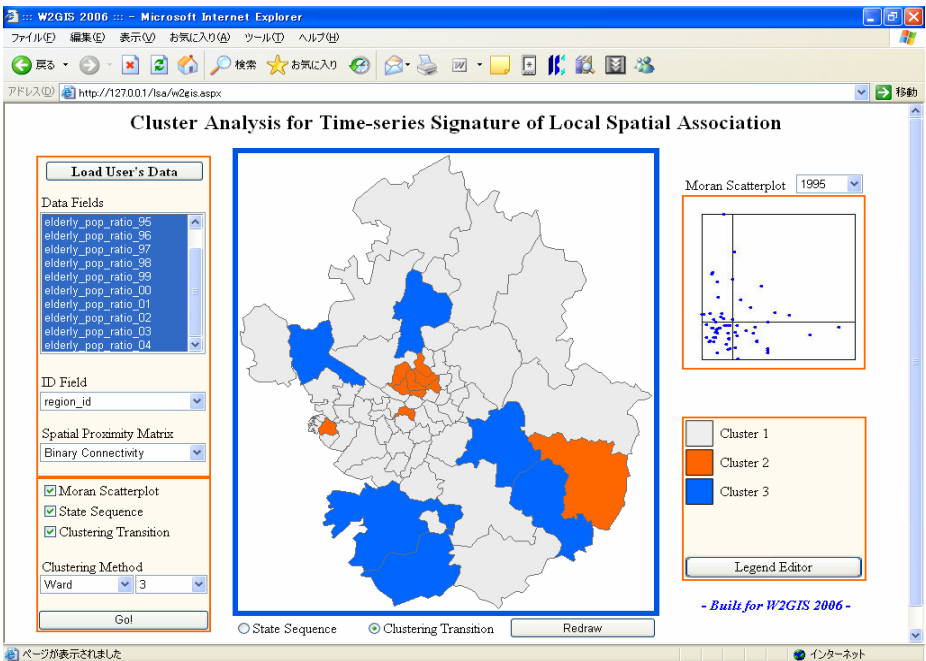 ::: W2GIS 2006 ::: - Microsoft Internet Explorer
ファイル(F) 編集(E) 表示(V) お気に入り(A) ツール(T) ヘルプ(H)
戻る 検索 お気に入り
アドレス(D) http://127.0.0.1/lsa/w2gis.aspx 移動
Cluster Analysis for Time-series Signature of Local Spatial Association
Load User's Data
Data Fields
elderly_pop_ratio_95
elderly_pop_ratio_96
elderly_pop_ratio_97
elderly_pop_ratio_98
elderly_pop_ratio_99
elderly_pop_ratio_00
elderly_pop_ratio_01
elderly_pop_ratio_02
elderly_pop_ratio_03
elderly_pop_ratio_04
ID Field
region_id
Spatial Proximity Matrix
Binary Connectivity
Moran Scatterplot
State Sequence
Clustering Transition
Clustering Method
Ward 3
Go!
State Sequence Clustering Transition Redraw
Moran Scatterplot 1995
Cluster 1
Cluster 2
Cluster 3
Legend Editor
- Built for W2GIS 2006 -
ページが表示されました インターネット